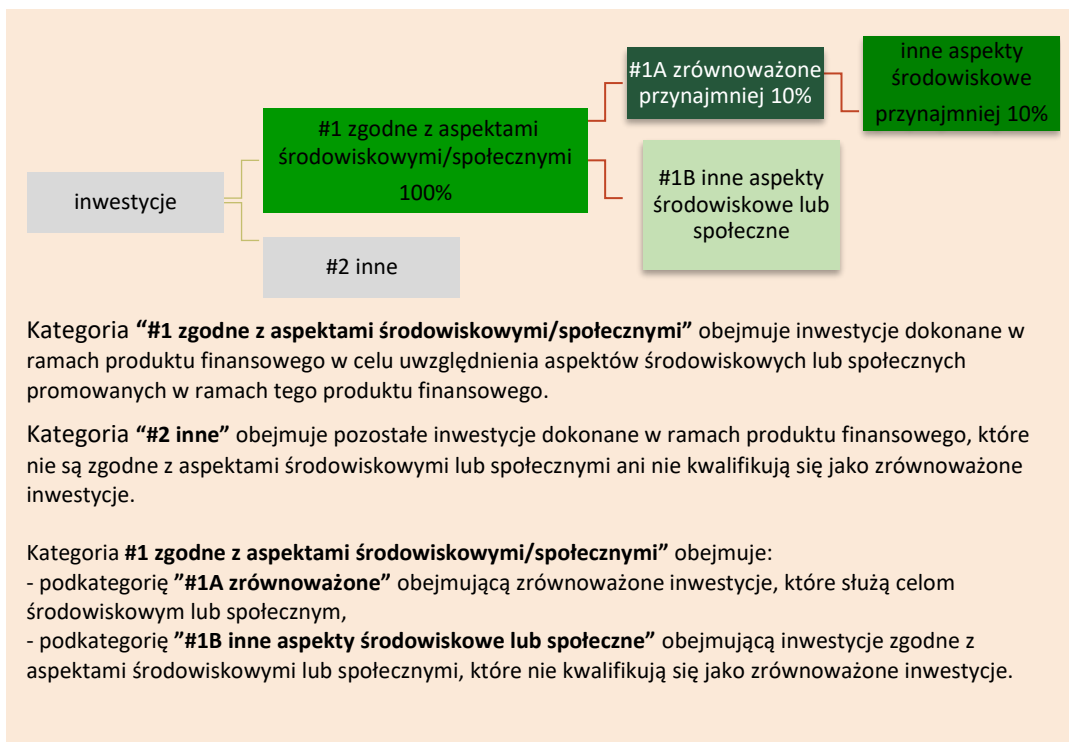 inwestycje
#1 zgodne z aspektami
środowiskowymi/społecznymi
100%
#2 inne
#1A zrównoważone
przynajmniej 10%
#1B inne aspekty
środowiskowe lub
społeczne
inne aspekty
środowiskowe
przynajmniej 10%
Kategoria “#1 zgodne z aspektami środowiskowymi/społecznymi” obejmuje inwestycje dokonane w
ramach produktu finansowego w celu uwzględnienia aspektów środowiskowych lub społecznych
promowanych w ramach tego produktu finansowego.
Kategoria “#2 inne” obejmuje pozostałe inwestycje dokonane w ramach produktu finansowego, które
nie są zgodne z aspektami środowiskowymi lub społecznymi ani nie kwalifikują się jako zrównoważone
inwestycje.
Kategoria #1 zgodne z aspektami środowiskowymi/społecznymi” obejmuje:
- podkategorię ”#1A zrównoważone” obejmującą zrównoważone inwestycje, które służą celom
środowiskowym lub społecznym,
- podkategorię ”#1B inne aspekty środowiskowe lub społeczne” obejmującą inwestycje zgodne z
aspektami środowiskowymi lub społecznymi, które nie kwalifikują się jako zrównoważone inwestycje.